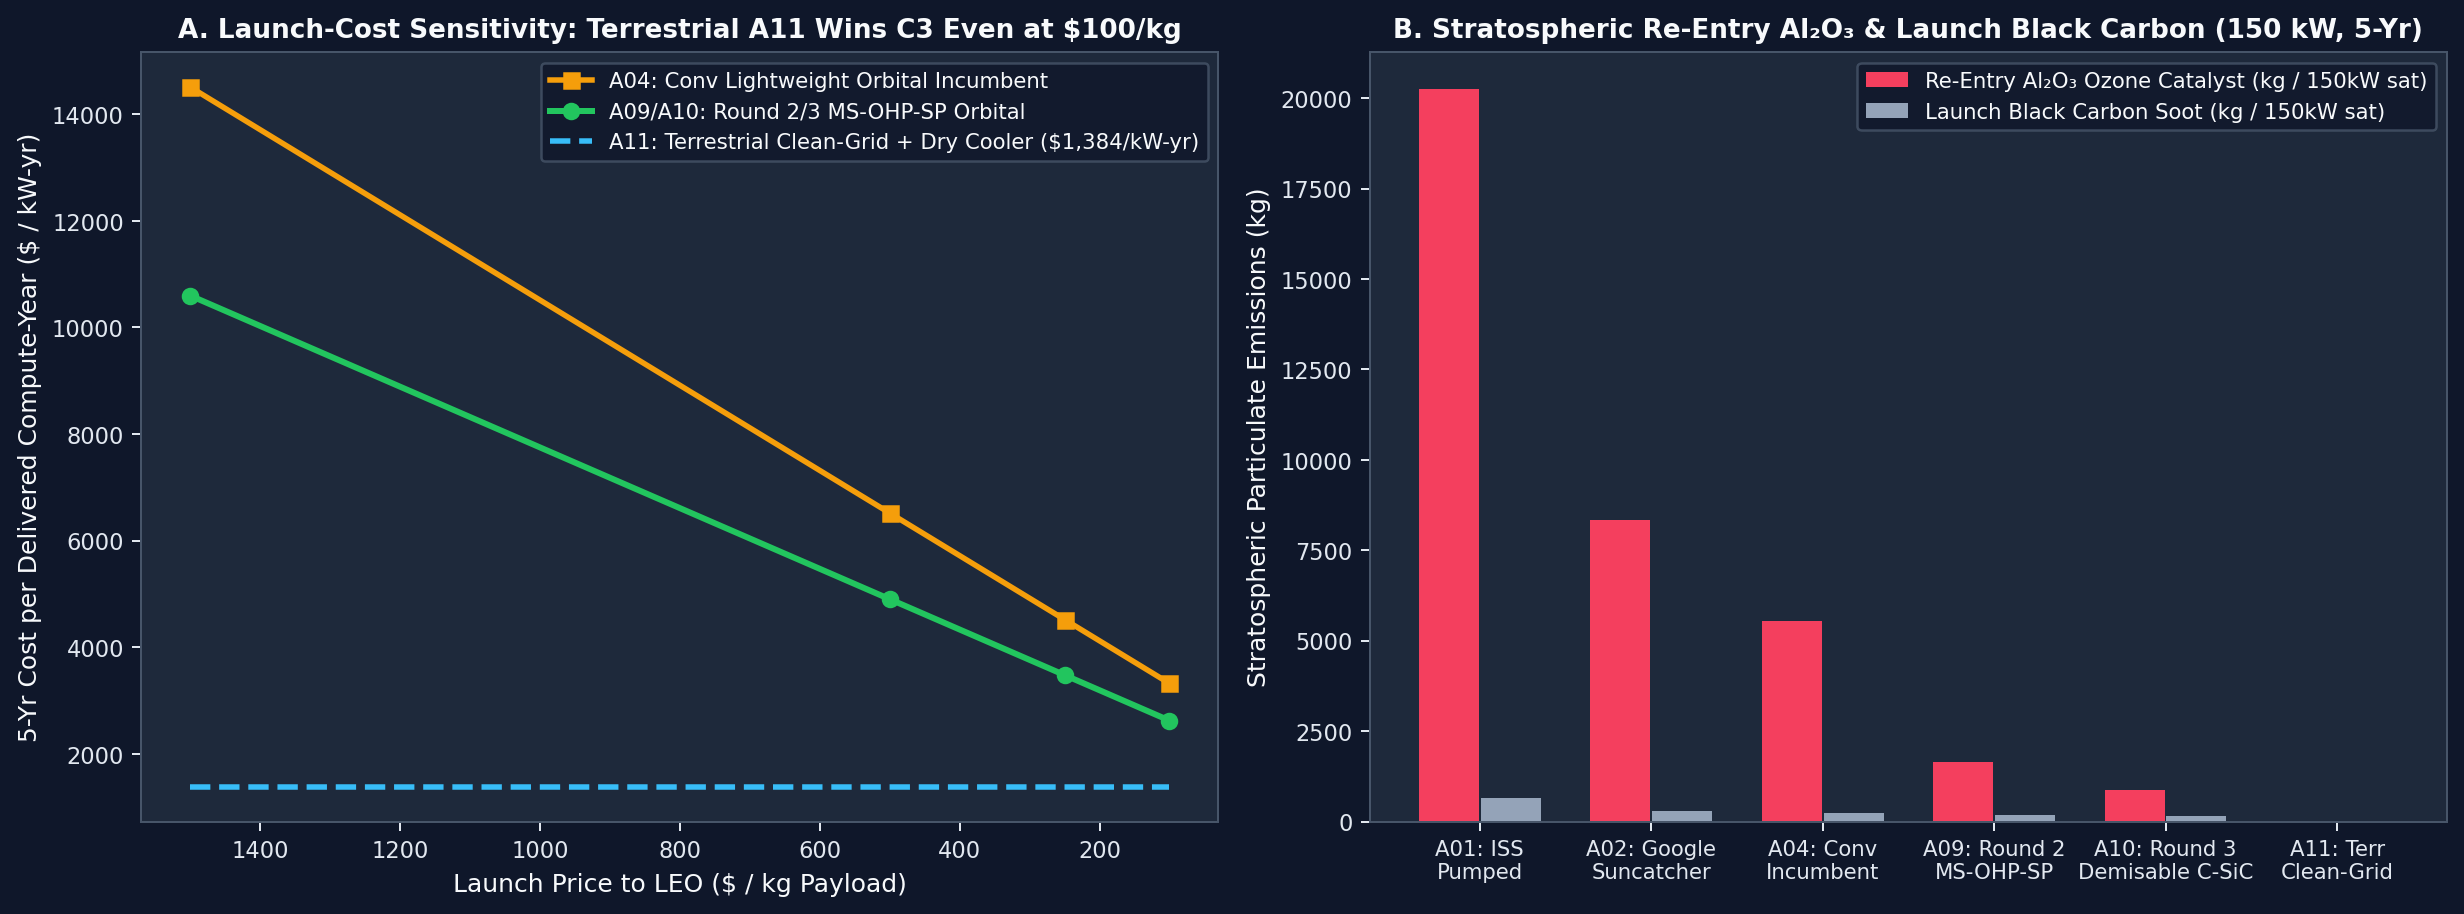 A. Launch-Cost Sensitivity: Terrestrial A11 Wins C3 Even at $100/kg
A04: Conv Lightweight Orbital Incumbent
A09/A10: Round 2/3 MS-OHP-SP Orbital
A11: Terrestrial Clean-Grid + Dry Cooler ($1,384/kW-yr)
5-Yr Cost per Delivered Compute-Year ($ / kW-yr)
14000
12000
10000
8000
6000
4000
2000
1400 1200 1000 800 600 400 200
Launch Price to LEO ($ / kg Payload)
B. Stratospheric Re-Entry Al₂O₃ & Launch Black Carbon (150 kW, 5-Yr)
Re-Entry Al₂O₃ Ozone Catalyst (kg / 150kW sat)
Launch Black Carbon Soot (kg / 150kW sat)
Stratospheric Particulate Emissions (kg)
20000
17500
15000
12500
10000
7500
5000
2500
0
A01: ISS
Pumped
A02: Google
Suncatcher
A04: Conv
Incumbent
A09: Round 2
MS-OHP-SP
A10: Round 3
Demisable C-SiC
A11: Terr
Clean-Grid